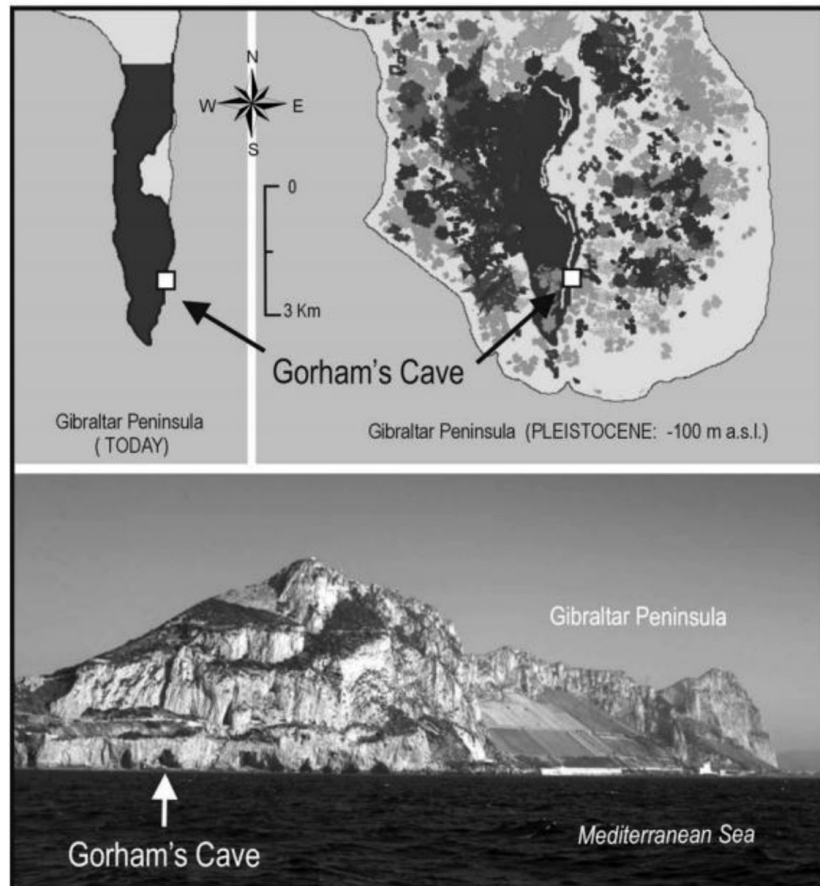 N
W
E
S
0
3 Km
Gorham's Cave
Gibraltar Peninsula
( TODAY)
Gibraltar Peninsula (PLEISTOCENE: -100 m a.s.l.)
Gibraltar Peninsula
Gorham's Cave
Mediterranean Sea